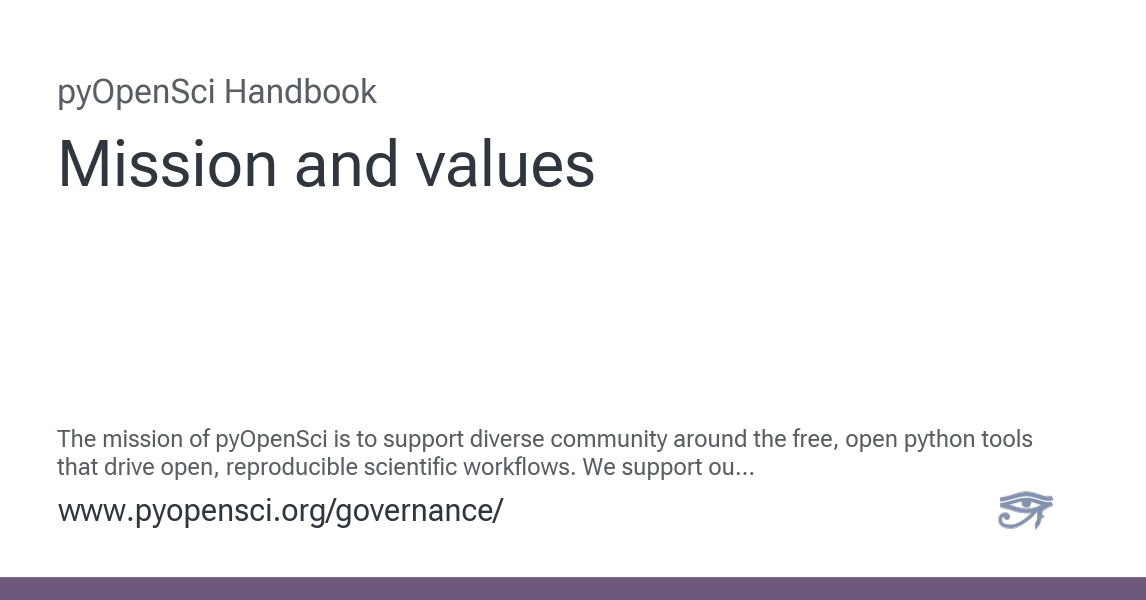 pyOpenSci Handbook
Mission and values
The mission of pyOpenSci is to support diverse community around the free, open python tools
that drive open, reproducible scientific workflows. We support ou...
www.pyopensci.org/governance/